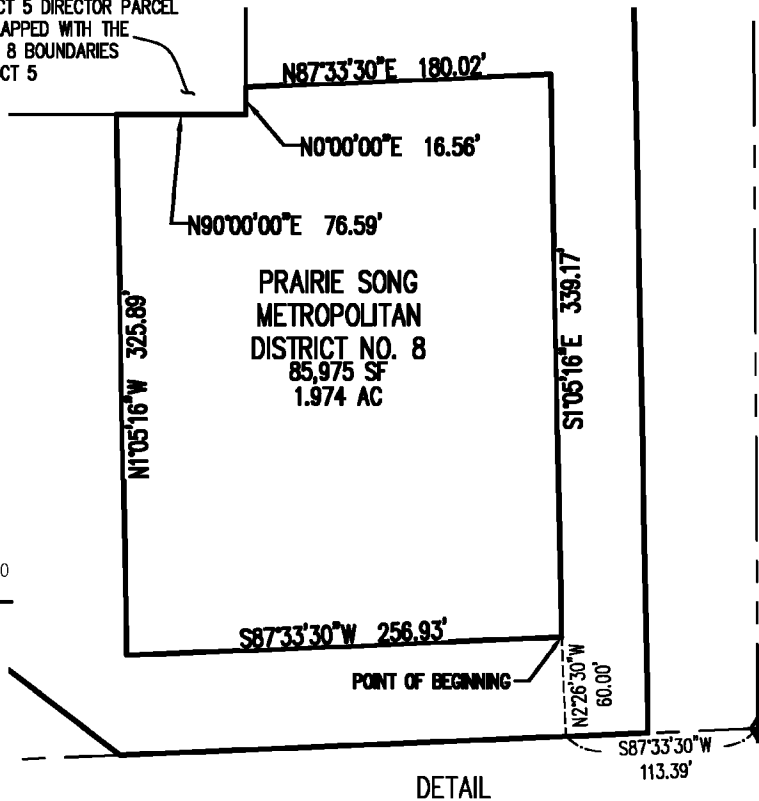 CT 5 DIRECTOR PARCEL
APPED WITH THE
8 BOUNDARIES
CT 5
N87°33'30"E 180.02'
N0°00'00"E 16.56'
N90°00'00"E 76.59'
PRAIRIE SONG
METROPOLITAN
DISTRICT NO. 8
85,975 SF
1.974 AC
N1°05'16"W 325.89'
S1°05'16"E 339.17'
0
S87°33'30"W 256.93'
POINT OF BEGINNING
N2°26'30"W
60.00'
S87°33'30"W
113.39'
DETAIL